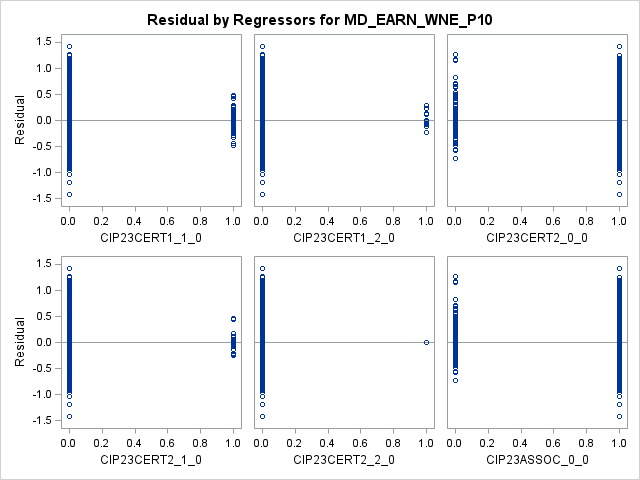 Residual by Regressors for MD_EARN_WNE_P10
1.5
1.0
0.5
0.0
-0.5
-1.0
-1.5
Residual
0.0 0.2 0.4 0.6 0.8 1.0 0.0 0.2 0.4 0.6 0.8 1.0 0.0 0.2 0.4 0.6 0.8 1.0
CIP23CERT1_1_0 CIP23CERT1_2_0 CIP23CERT2_0_0
1.5
1.0
0.5
0.0
-0.5
-1.0
-1.5
Residual
0.0 0.2 0.4 0.6 0.8 1.0 0.0 0.2 0.4 0.6 0.8 1.0 0.0 0.2 0.4 0.6 0.8 1.0
CIP23CERT2_1_0 CIP23CERT2_2_0 CIP23ASSOC_0_0